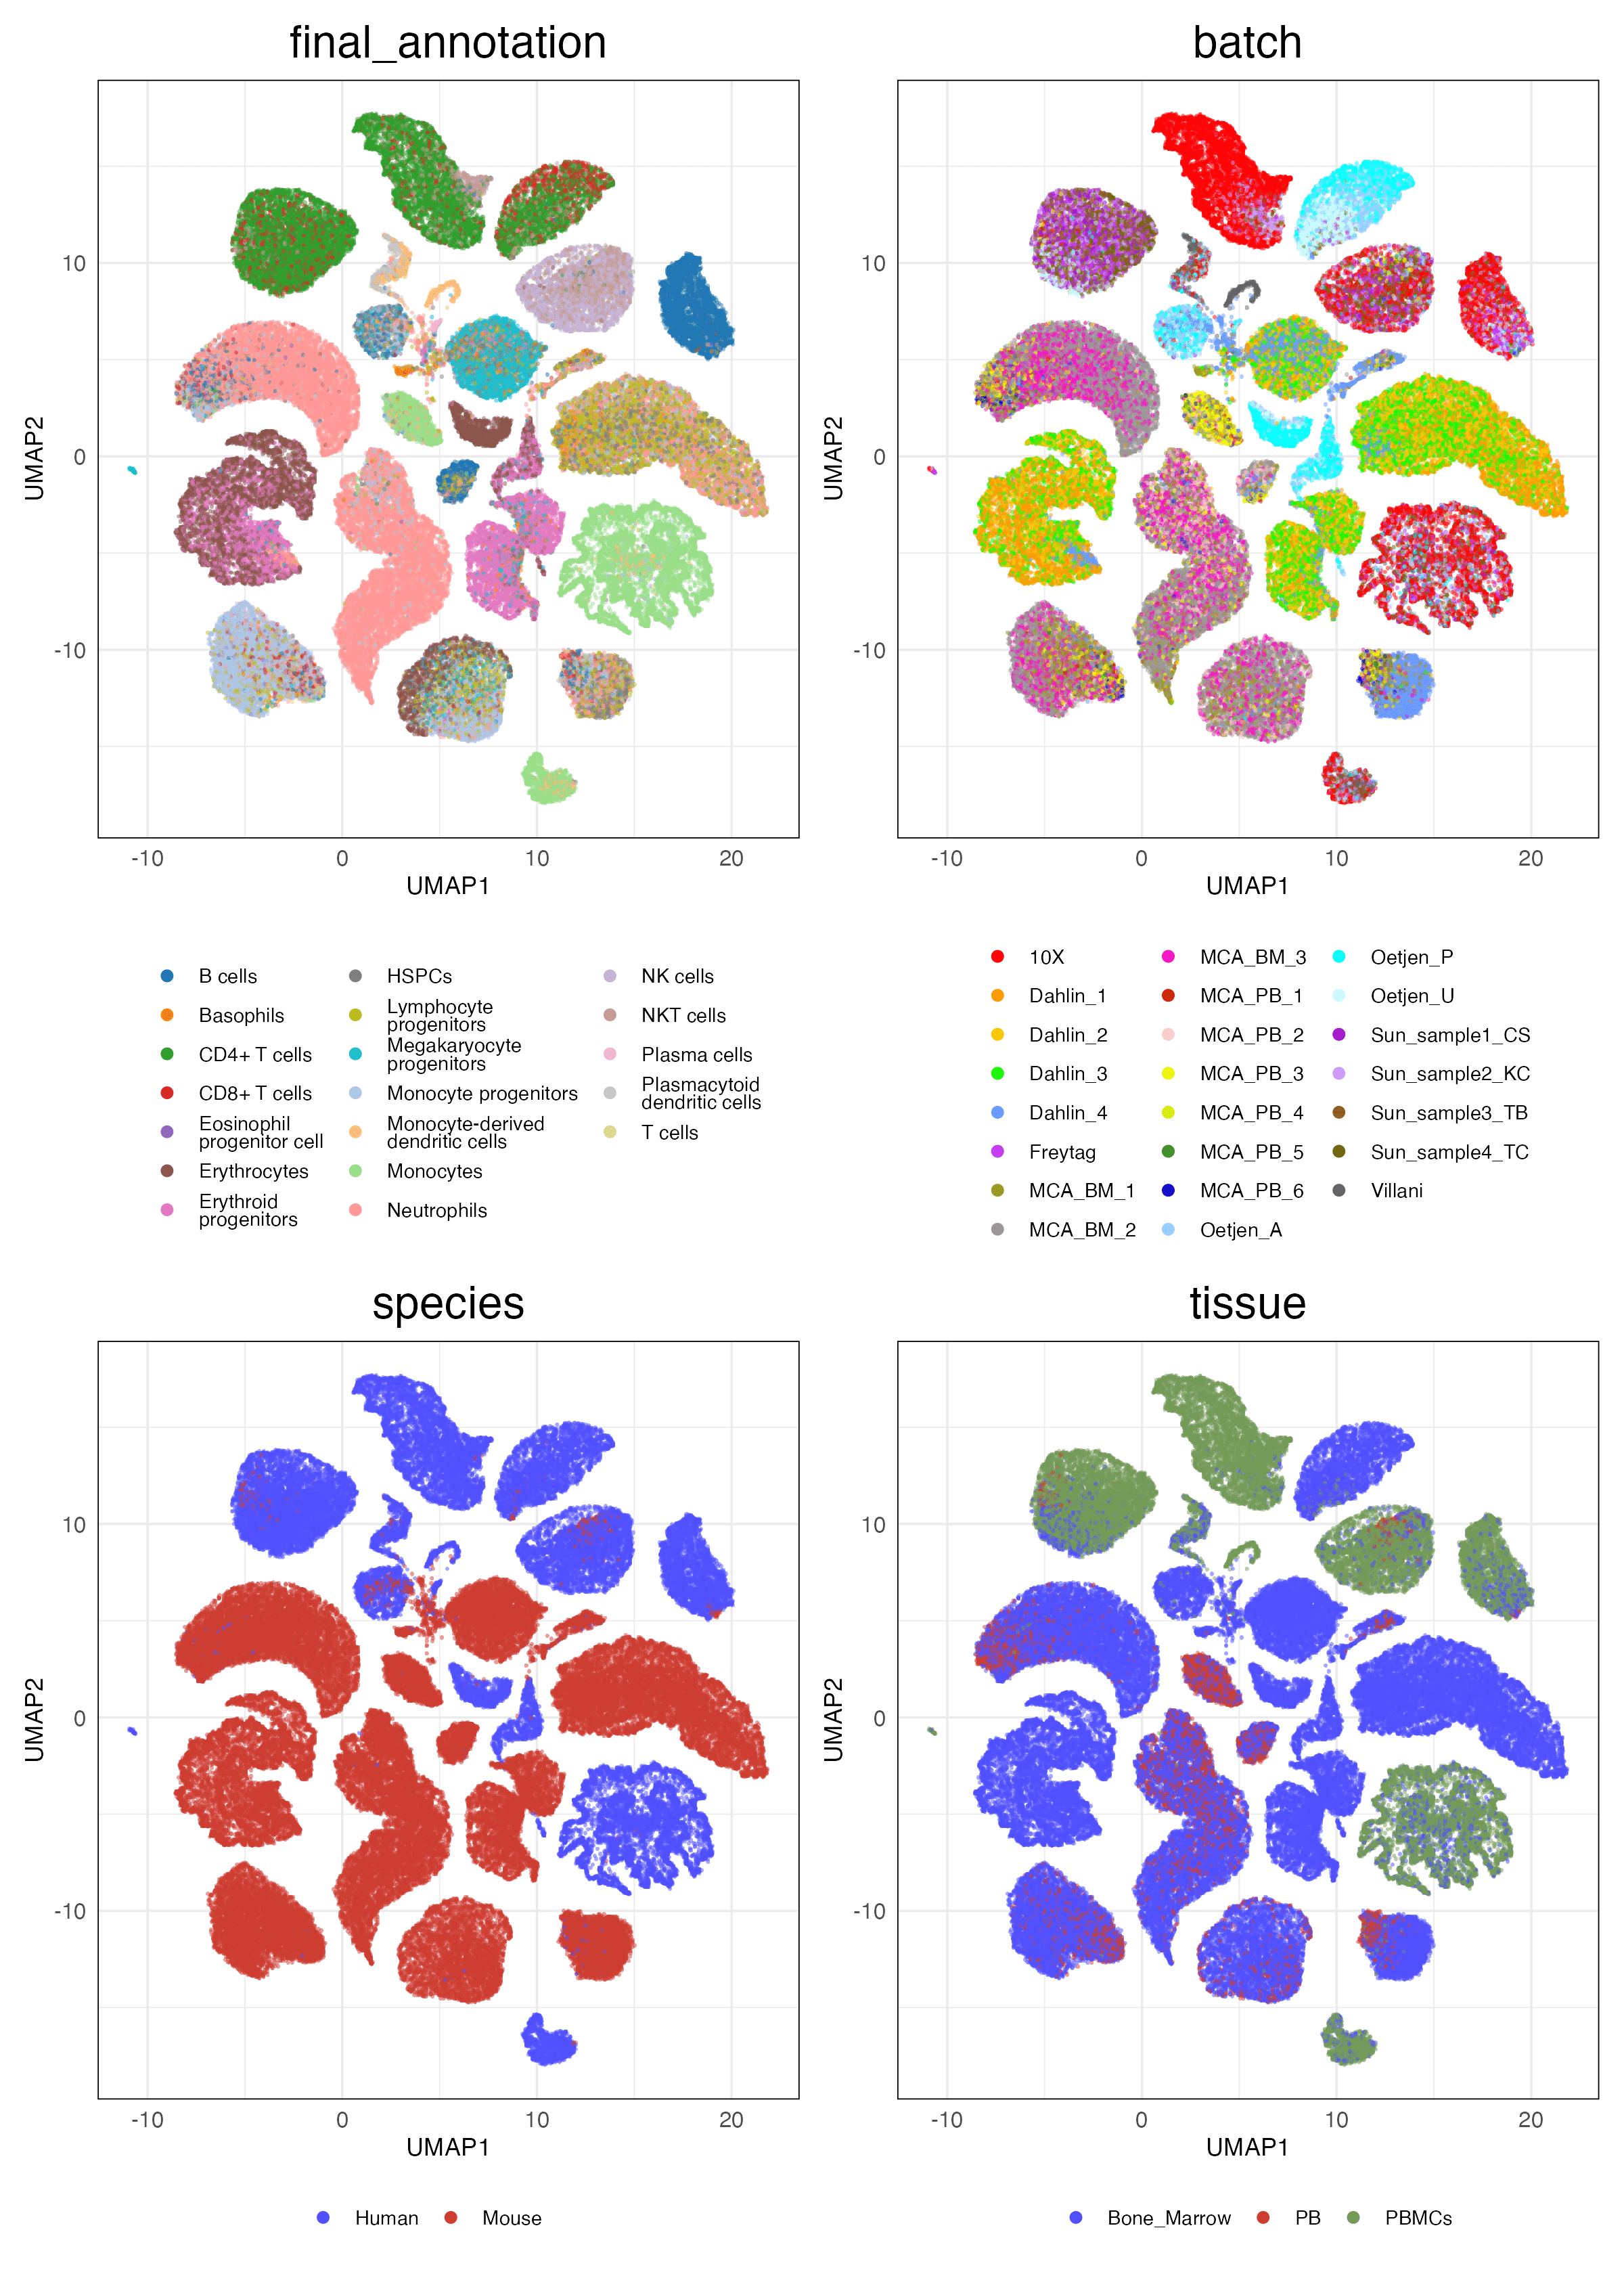 final_annotation
batch
10
0
-10
UMAP2
-10
0
10
20
UMAP1
10
0
-10
UMAP2
-10
0
10
20
UMAP1
B cells
Basophils
CD4+ T cells
CD8+ T cells
Eosinophil
progenitor cell
Erythrocytes
Erythroid
progenitors
HSPCs
Lymphocyte
progenitors
Megakaryocyte
progenitors
Monocyte progenitors
Monocyte-derived
dendritic cells
Monocytes
Neutrophils
NK cells
NKT cells
Plasma cells
Plasmacytoid
dendritic cells
T cells
10X
Dahlin_1
Dahlin_2
Dahlin_3
Dahlin_4
Freytag
MCA_BM_1
MCA_BM_2
MCA_BM_3
MCA_PB_1
MCA_PB_2
MCA_PB_3
MCA_PB_4
MCA_PB_5
MCA_PB_6
Oetjen_A
Oetjen_P
Oetjen_U
Sun_sample1_CS
Sun_sample2_KC
Sun_sample3_TB
Sun_sample4_TC
Villani
species
tissue
10
0
-10
UMAP2
-10
0
10
20
UMAP1
10
0
-10
UMAP2
-10
0
10
20
UMAP1
Human
Mouse
Bone_Marrow
PB
PBMCs